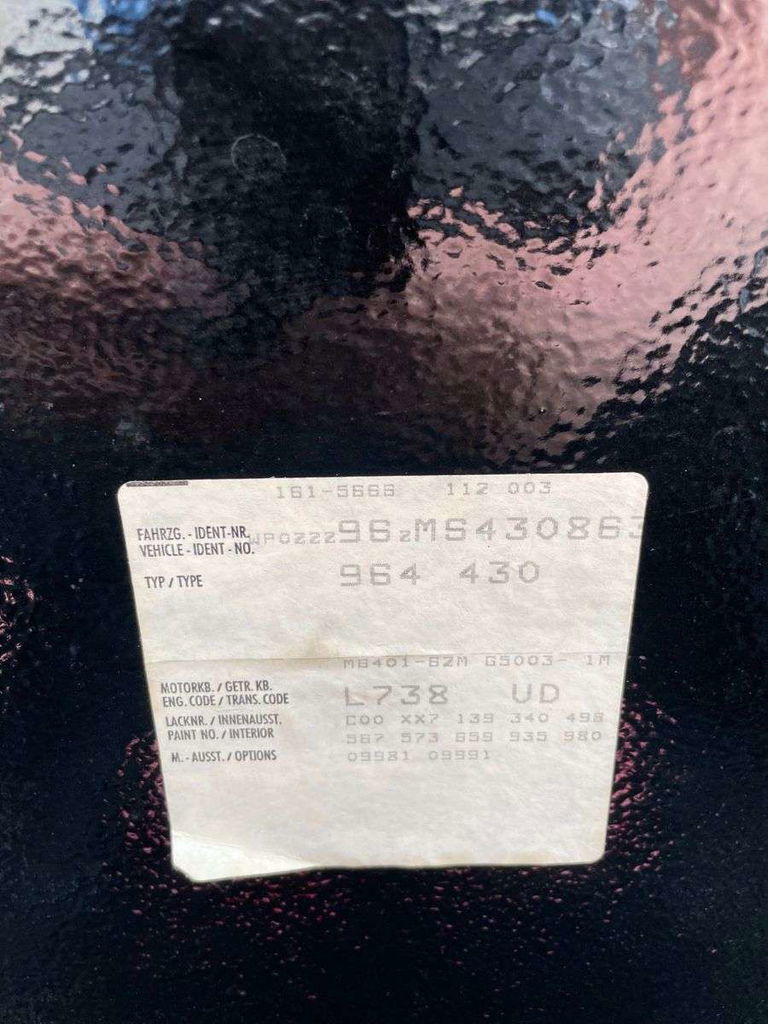 161-5666 112 003
FAHRZG. - IDENT-NR. WP0ZZZ96ZMS430863
VEHICLE - IDENT - NO.
TYP / TYPE 964 430
M6401-62M G5003- 1M
MOTORKB. / GETR. KB. L738 UD
ENG. CODE / TRANS. CODE
LACKNR. / INNENAUSST. C00 XX7 139 340 498
PAINT NO. / INTERIOR 567 573 659 935 980
M. - AUSST. / OPTIONS 09981 09991